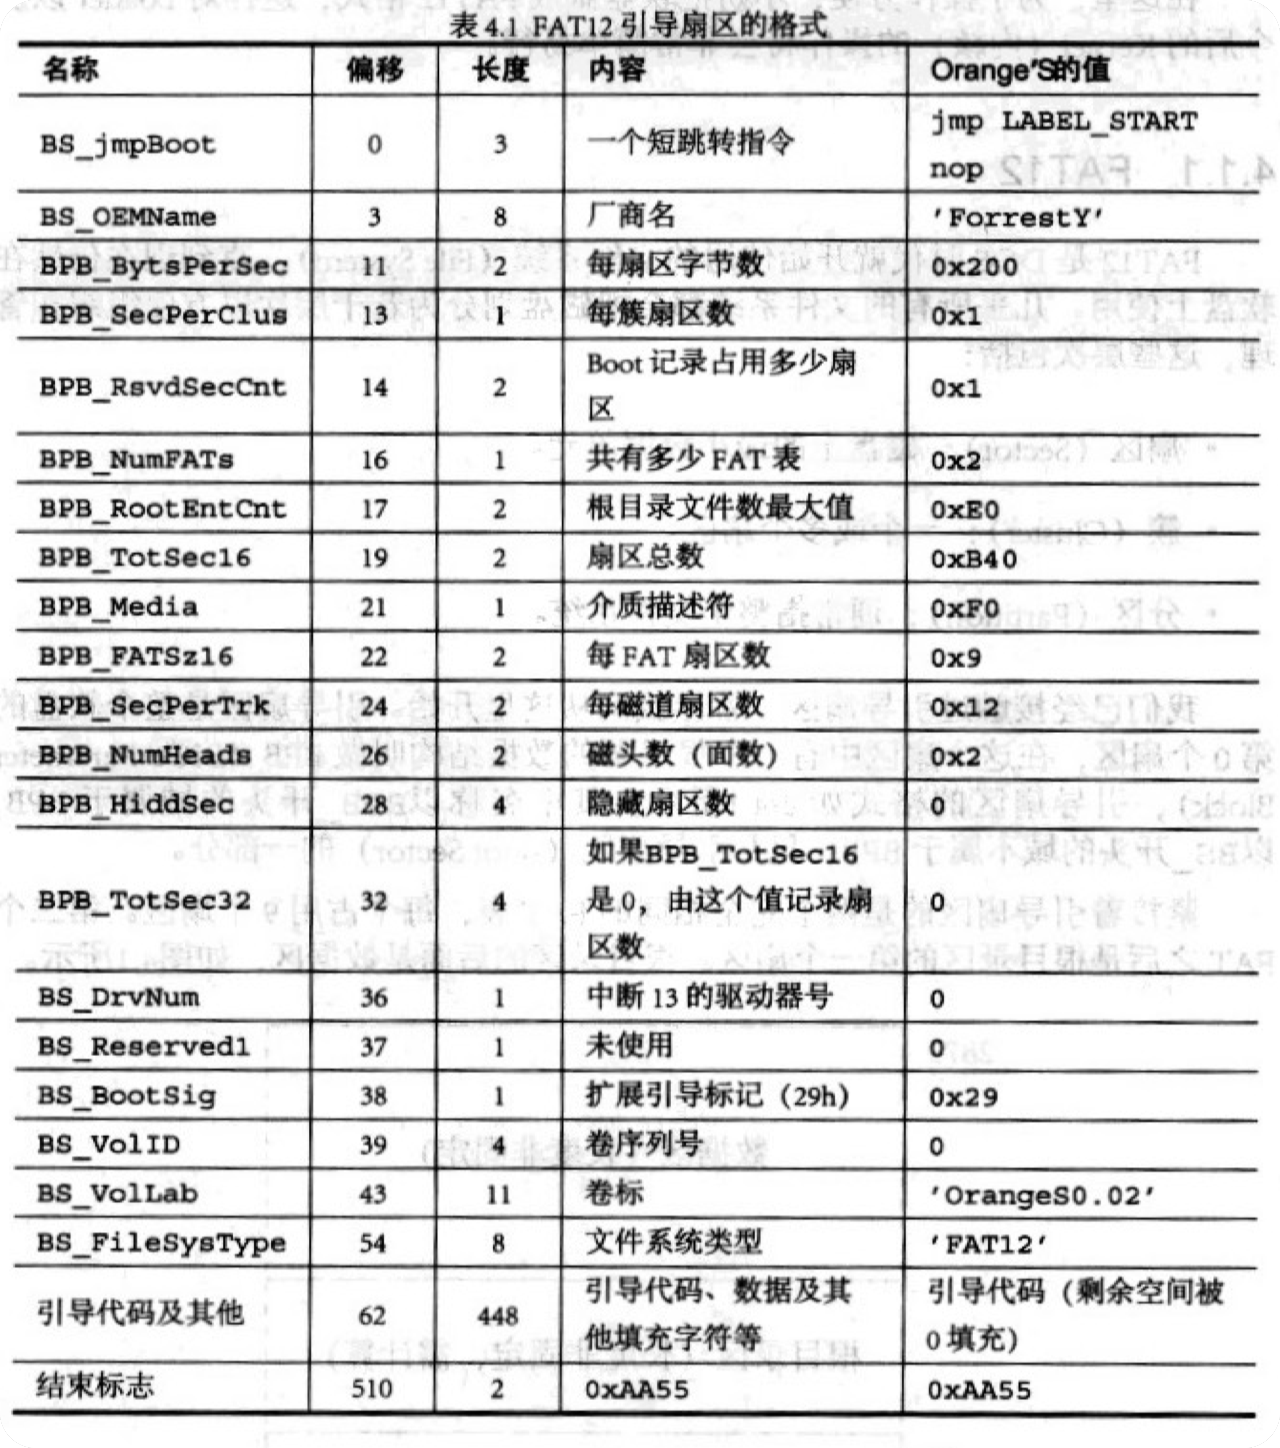 表 4.1 FAT12 引导扇区的格式
名称 偏移 长度 内容 Orange'S的值
BS_jmpBoot 0 3 一个短跳转指令 jmp LABEL_START
nop
BS_OEMName 3 8 厂商名 'ForrestY'
BPB_BytsPerSec 11 2 每扇区字节数 0x200
BPB_SecPerClus 13 1 每簇扇区数 0x1
BPB_RsvdSecCnt 14 2 Boot 记录占用多少扇
区 0x1
BPB_NumFATs 16 1 共有多少 FAT 表 0x2
BPB_RootEntCnt 17 2 根目录文件数最大值 0xE0
BPB_TotSec16 19 2 扇区总数 0xB40
BPB_Media 21 1 介质描述符 0xF0
BPB_FATSz16 22 2 每 FAT 扇区数 0x9
BPB_SecPerTrk 24 2 每磁道扇区数 0x12
BPB_NumHeads 26 2 磁头数（面数） 0x2
BPB_HiddSec 28 4 隐藏扇区数 0
BPB_TotSec32 32 4 如果BPB_TotSec16
是 0，由这个值记录扇
区数 0
BS_DrvNum 36 1 中断 13 的驱动器号 0
BS_Reserved1 37 1 未使用 0
BS_BootSig 38 1 扩展引导标记（29h） 0x29
BS_VolID 39 4 卷序列号 0
BS_VolLab 43 11 卷标 'OrangeS0.02'
BS_FileSysType 54 8 文件系统类型 'FAT12'
引导代码及其他 62 448 引导代码、数据及其
他填充字符等 引导代码（剩余空间被
0 填充）
结束标志 510 2 0xAA55 0xAA55